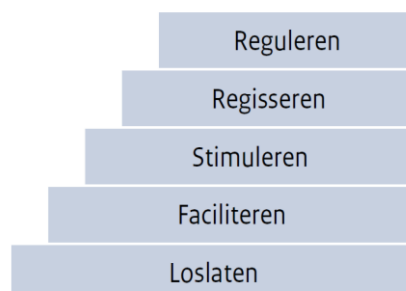 Reguleren
Regisseren
Stimuleren
Faciliteren
Loslaten